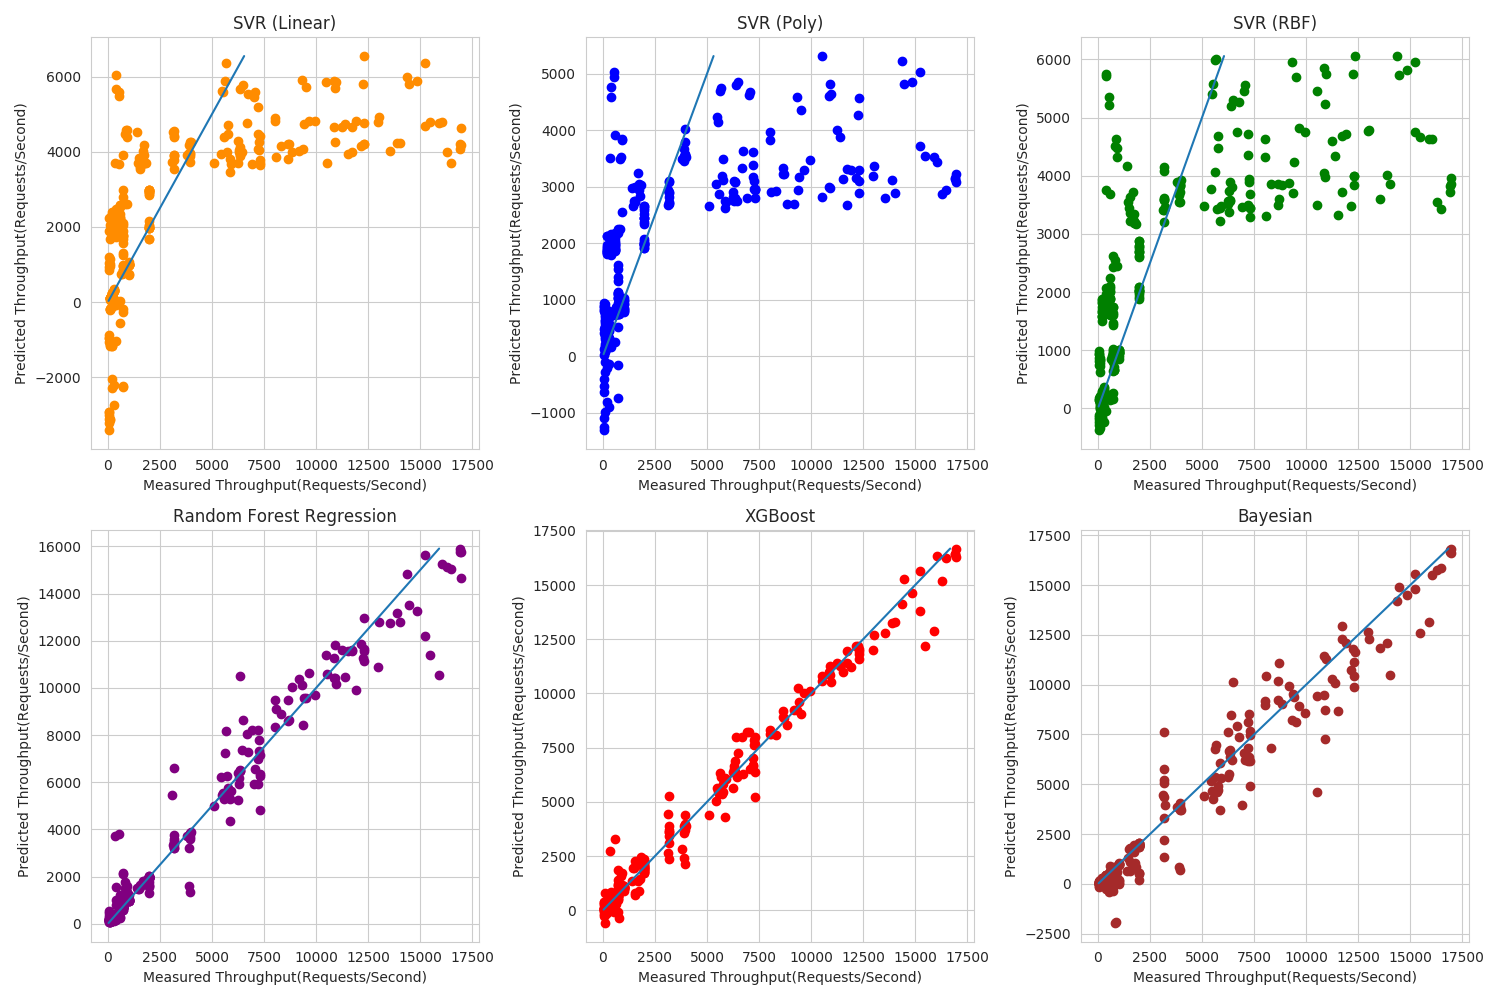 SVR (Linear)
6000
4000
2000
0
−2000
Predicted Throughput(Requests/Second)
0 2500 5000 7500 10000 12500 15000 17500
Measured Throughput(Requests/Second)
SVR (Poly)
5000
4000
3000
2000
1000
0
−1000
Predicted Throughput(Requests/Second)
0 2500 5000 7500 10000 12500 15000 17500
Measured Throughput(Requests/Second)
SVR (RBF)
6000
5000
4000
3000
2000
1000
0
Predicted Throughput(Requests/Second)
0 2500 5000 7500 10000 12500 15000 17500
Measured Throughput(Requests/Second)
Random Forest Regression
16000
14000
12000
10000
8000
6000
4000
2000
0
Predicted Throughput(Requests/Second)
0 2500 5000 7500 10000 12500 15000 17500
Measured Throughput(Requests/Second)
XGBoost
17500
15000
12500
10000
7500
5000
2500
0
Predicted Throughput(Requests/Second)
0 2500 5000 7500 10000 12500 15000 17500
Measured Throughput(Requests/Second)
Bayesian
17500
15000
12500
10000
7500
5000
2500
0
−2500
Predicted Throughput(Requests/Second)
0 2500 5000 7500 10000 12500 15000 17500
Measured Throughput(Requests/Second)